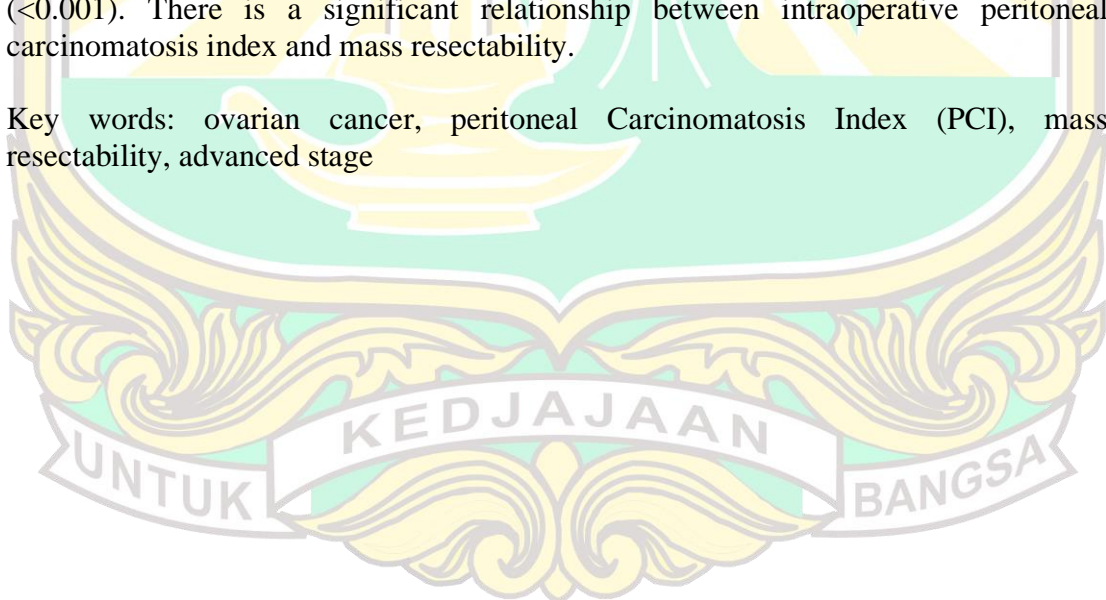 (<0.001). There is a significant relationship between intraoperative peritoneal
carcinomatosis index and mass resectability.
Key words: ovarian cancer, peritoneal Carcinomatosis Index (PCI), mass
resectability, advanced stage
UNTUK KEDJAJAAN BANGSA